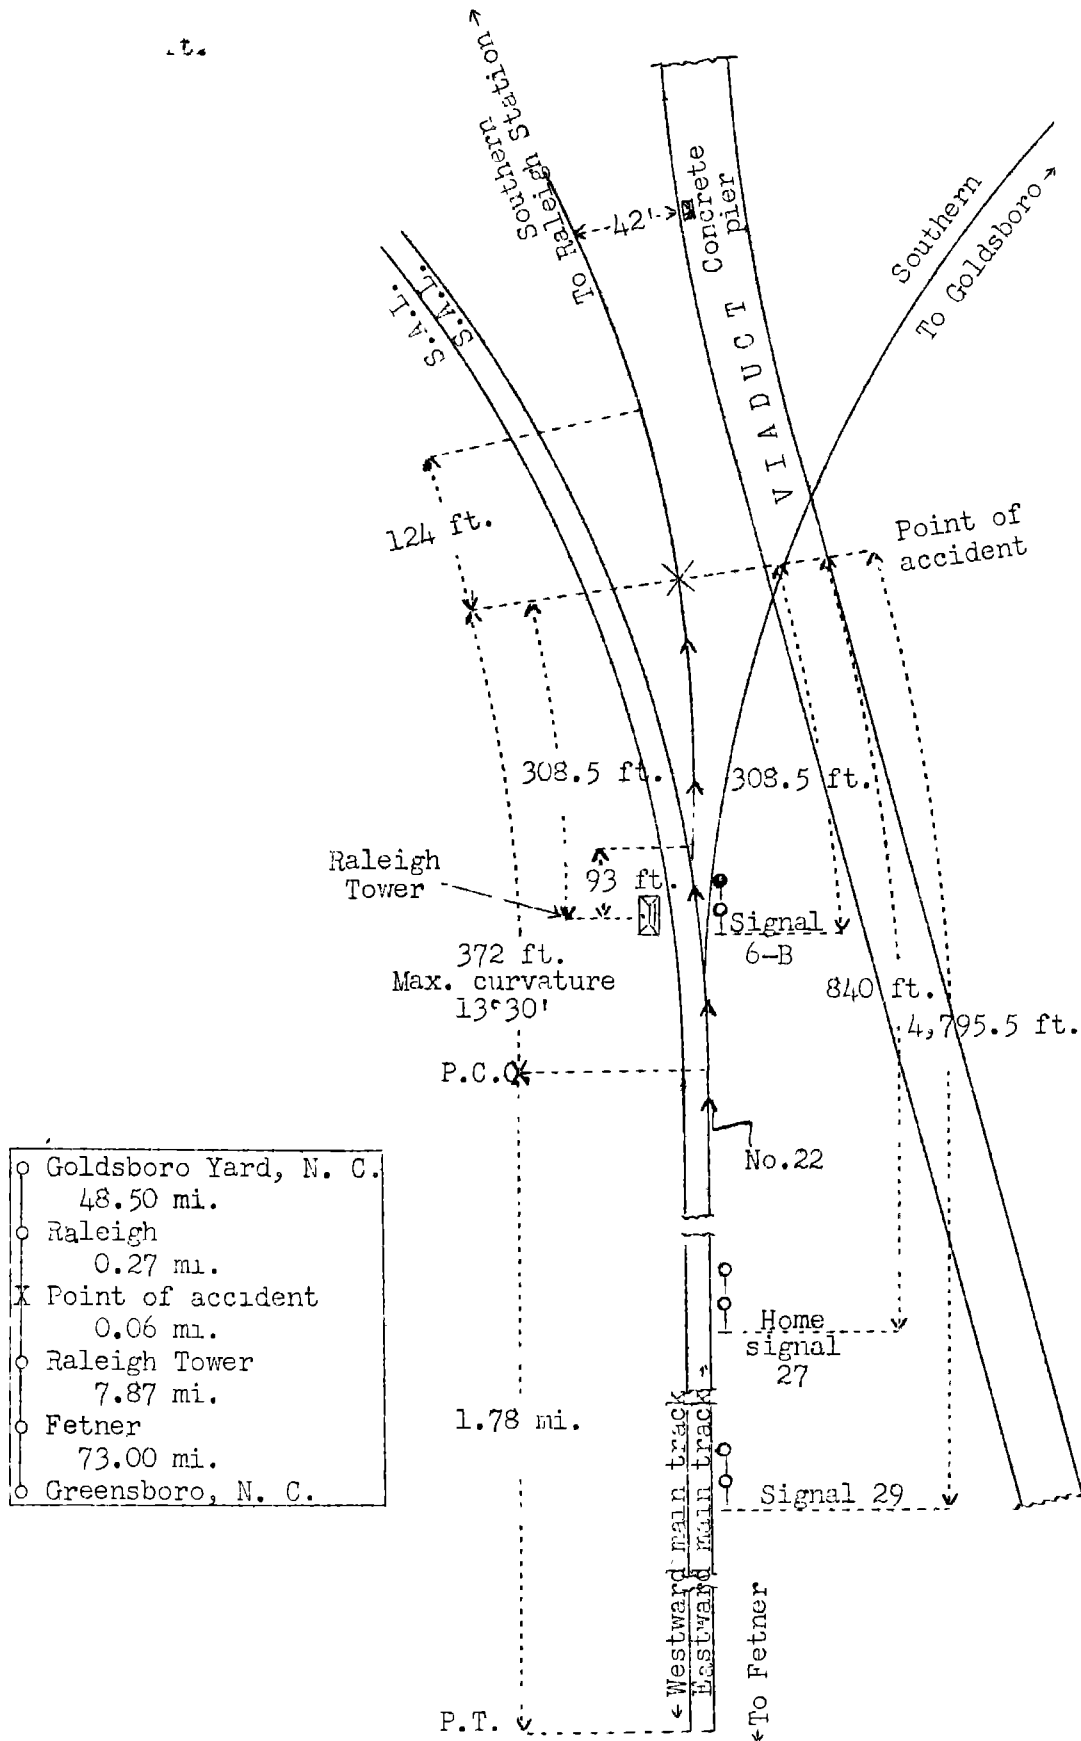 Southern
To Raleigh Station
42'
Concrete
pier
Southern
To Goldsboro
S.A.L.
S.A.L.
VIADUCT
124 ft.
Point of
accident
308.5 ft.
308.5 ft.
Raleigh
Tower
93 ft.
Signal
6-B
372 ft.
Max. curvature
13°30'
840 ft.
4,795.5 ft.
P.C.C
No.22
Goldsboro Yard, N. C.
48.50 mi.
Raleigh
0.27 mi.
X Point of accident
0.06 mi.
Raleigh Tower
7.87 mi.
Fetner
73.00 mi.
Greensboro, N. C.
Home
signal
27
1.78 mi.
Signal 29
Westward main track
Eastward main track
To Fetner
P.T.